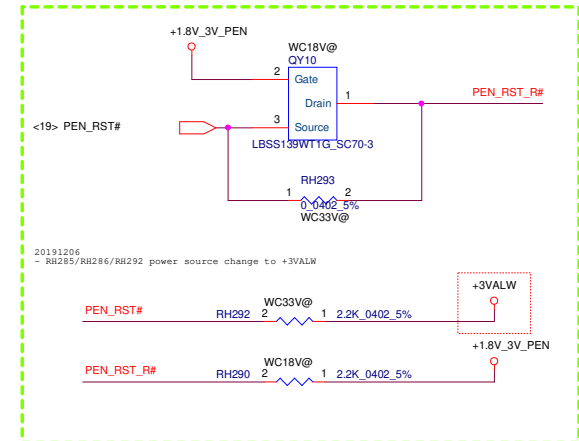 +1.8V_3V_PEN
WC18V@
QY10
2 Gate
Drain 1
PEN_RST_R#
<19> PEN_RST#
3 Source
LBSS139WT1G_SC70-3
RH293
1 2
0_0402_5%
WC33V@
20191206
- RH285/RH286/RH292 power source change to +3VALW
+3VALW
WC33V@
PEN_RST# RH292 2 1 2.2K_0402_5%
+1.8V_3V_PEN
WC18V@
PEN_RST_R# RH290 2 1 2.2K_0402_5%